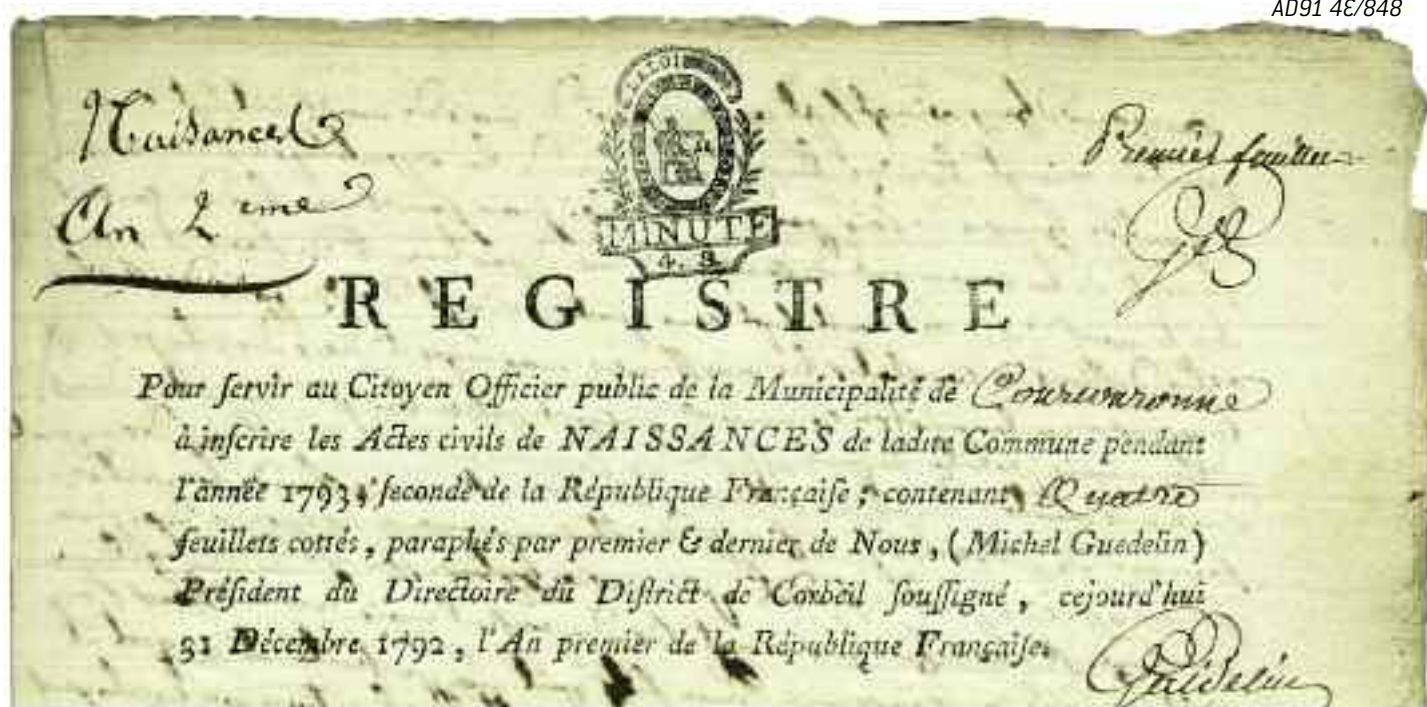 AD91 4E/848
Naissances
An 2eme
Premier feuillet
LA LOI
MINUTE
4. S.
REGISTRE
Pour servir au Citoyen Officier public de la Municipalité de Courcouronne
à inscrire les Actes civils de NAISSANCES de ladite Commune pendant
l'année 1793, seconde de la République Françaiſe ; contenant Quatre
feuillets cottés, paraphés par premier & dernier de Nous, (Michel Guedelin)
Préſident du Directoire du Diſtrict de Corbeil ſouſſigné, cejourd'hui
31 Décembre 1792, l'An premier de la République Françaiſe.
Guedelin